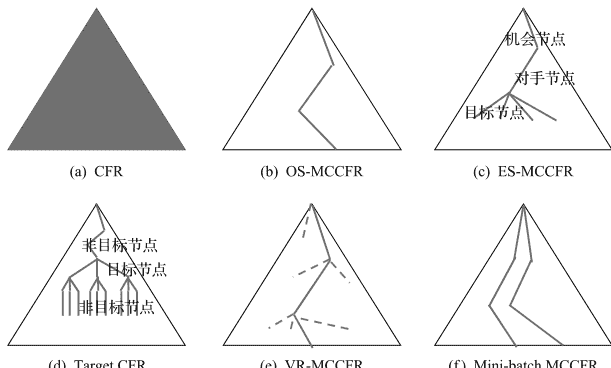 (a) CFR
(b) OS-MCCFR
机会节点
对手节点
目标节点
(c) ES-MCCFR
非目标节点
目标节点
非目标节点
(d) Target CFR
(e) VR-MCCFR
(f) Mini-batch MCCFR